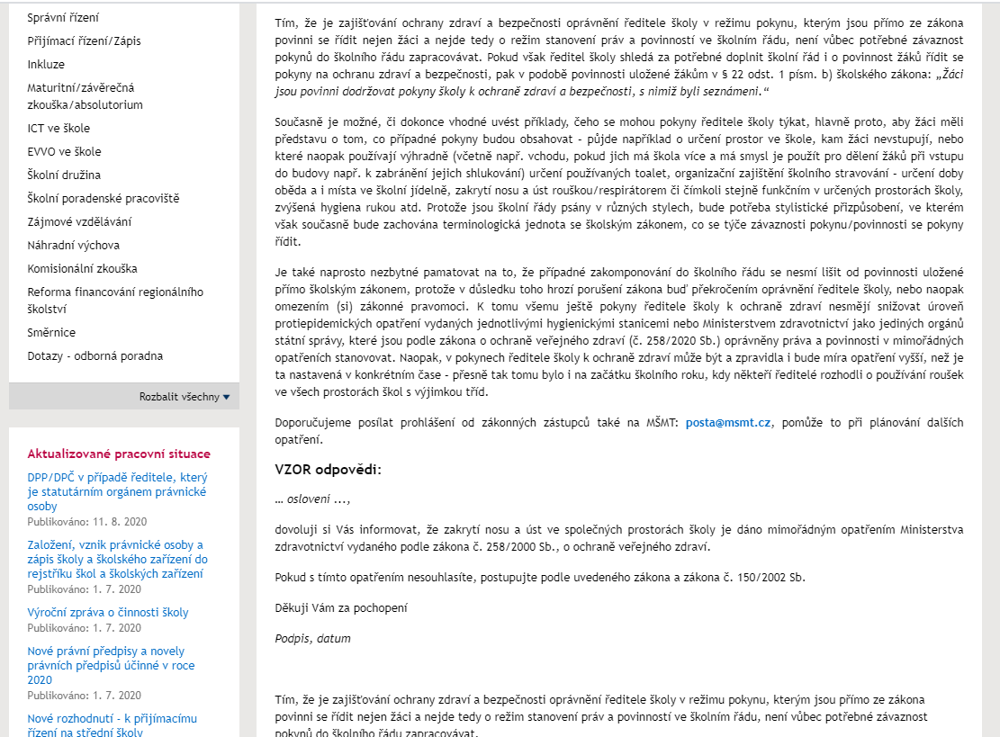 Správní řízení
Přijímací řízení/Zápis
Inkluze
Maturitní/závěrečná
zkouška/absolutorium
ICT ve škole
EVVO ve škole
Školní družina
Školní poradenské pracoviště
Zájmové vzdělávání
Náhradní výchova
Komisionální zkouška
Reforma financování regionálního
školství
Směrnice
Dotazy - odborná poradna
Rozbalit všechny
Aktualizované pracovní situace
DPP/DPČ v případě ředitele, který
je statutárním orgánem právnické
osoby
Publikováno: 11. 8. 2020
Založení, vznik právnické osoby a
zápis školy a školského zařízení do
rejstříku škol a školských zařízení
Publikováno: 1. 7. 2020
Výroční zpráva o činnosti školy
Publikováno: 1. 7. 2020
Nové právní předpisy a novely
právních předpisů účinné v roce
2020
Publikováno: 1. 7. 2020
Nové rozhodnutí - k přijímacímu
řízení na střední školy
Tím, že je zajišťování ochrany zdraví a bezpečnosti oprávnění ředitele školy v režimu pokynu, kterým jsou přímo ze zákona
povinni se řídit nejen žáci a nejde tedy o režim stanovení práv a povinností ve školním řádu, není vůbec potřebné závaznost
pokynů do školního řádu zapracovávat. Pokud však ředitel školy shledá za potřebné doplnit školní řád i o povinnost žáků řídit se
pokyny na ochranu zdraví a bezpečnosti, pak v podobě povinnosti uložené žákům v § 22 odst. 1 písm. b) školského zákona: „Žáci
jsou povinni dodržovat pokyny školy k ochraně zdraví a bezpečnosti, s nimiž byli seznámeni.“
Současně je možné, či dokonce vhodné uvést příklady, čeho se mohou pokyny ředitele školy týkat, hlavně proto, aby žáci měli
představu o tom, co případné pokyny budou obsahovat - půjde například o určení prostor ve škole, kam žáci nevstupují, nebo
které naopak používají výhradně (včetně např. vchodu, pokud jich má škola více a má smysl je použít pro dělení žáků při vstupu
do budovy např. k zabránění jejich shlukování) určení používaných toalet, organizační zajištění školního stravování - určení doby
oběda a i místa ve školní jídelně, zakrytí nosu a úst rouškou/respirátorem či čímkoli stejně funkčním v určených prostorách školy,
zvýšená hygiena rukou atd. Protože jsou školní řády psány v různých stylech, bude potřeba stylistické přizpůsobení, ve kterém
však současně bude zachována terminologická jednota se školským zákonem, co se týče závaznosti pokynu/povinnosti se pokyny
řídit.
Je také naprosto nezbytné pamatovat na to, že případné zakomponování do školního řádu se nesmí lišit od povinnosti uložené
přímo školským zákonem, protože v důsledku toho hrozí porušení zákona buď překročením oprávnění ředitele školy, nebo naopak
omezením (si) zákonné pravomoci. K tomu všemu ještě pokyny ředitele školy k ochraně zdraví nesmějí snižovat úroveň
protiepidemických opatření vydaných jednotlivými hygienickými stanicemi nebo Ministerstvem zdravotnictví jako jediných orgánů
státní správy, které jsou podle zákona o ochraně veřejného zdraví (č. 258/2020 Sb.) oprávněny práva a povinnosti v mimořádných
opatřeních stanovovat. Naopak, v pokynech ředitele školy k ochraně zdraví může být a zpravidla i bude míra opatření vyšší, než je
ta nastavená v konkrétním čase - přesně tak tomu bylo i na začátku školního roku, kdy někteří ředitelé rozhodli o používání roušek
ve všech prostorách škol s výjimkou tříd.
Doporučujeme posílat prohlášení od zákonných zástupců také na MŠMT: posta@msmt.cz, pomůže to při plánování dalších
opatření.
VZOR odpovědi:
… oslovení ...,
dovoluji si Vás informovat, že zakrytí nosu a úst ve společných prostorách školy je dáno mimořádným opatřením Ministerstva
zdravotnictví vydaného podle zákona č. 258/2000 Sb., o ochraně veřejného zdraví.
Pokud s tímto opatřením nesouhlasíte, postupujte podle uvedeného zákona a zákona č. 150/2002 Sb.
Děkuji Vám za pochopení
Podpis, datum
Tím, že je zajišťování ochrany zdraví a bezpečnosti oprávnění ředitele školy v režimu pokynu, kterým jsou přímo ze zákona
povinni se řídit nejen žáci a nejde tedy o režim stanovení práv a povinností ve školním řádu, není vůbec potřebné závaznost
pokynů do školního řádu zapracovávat.